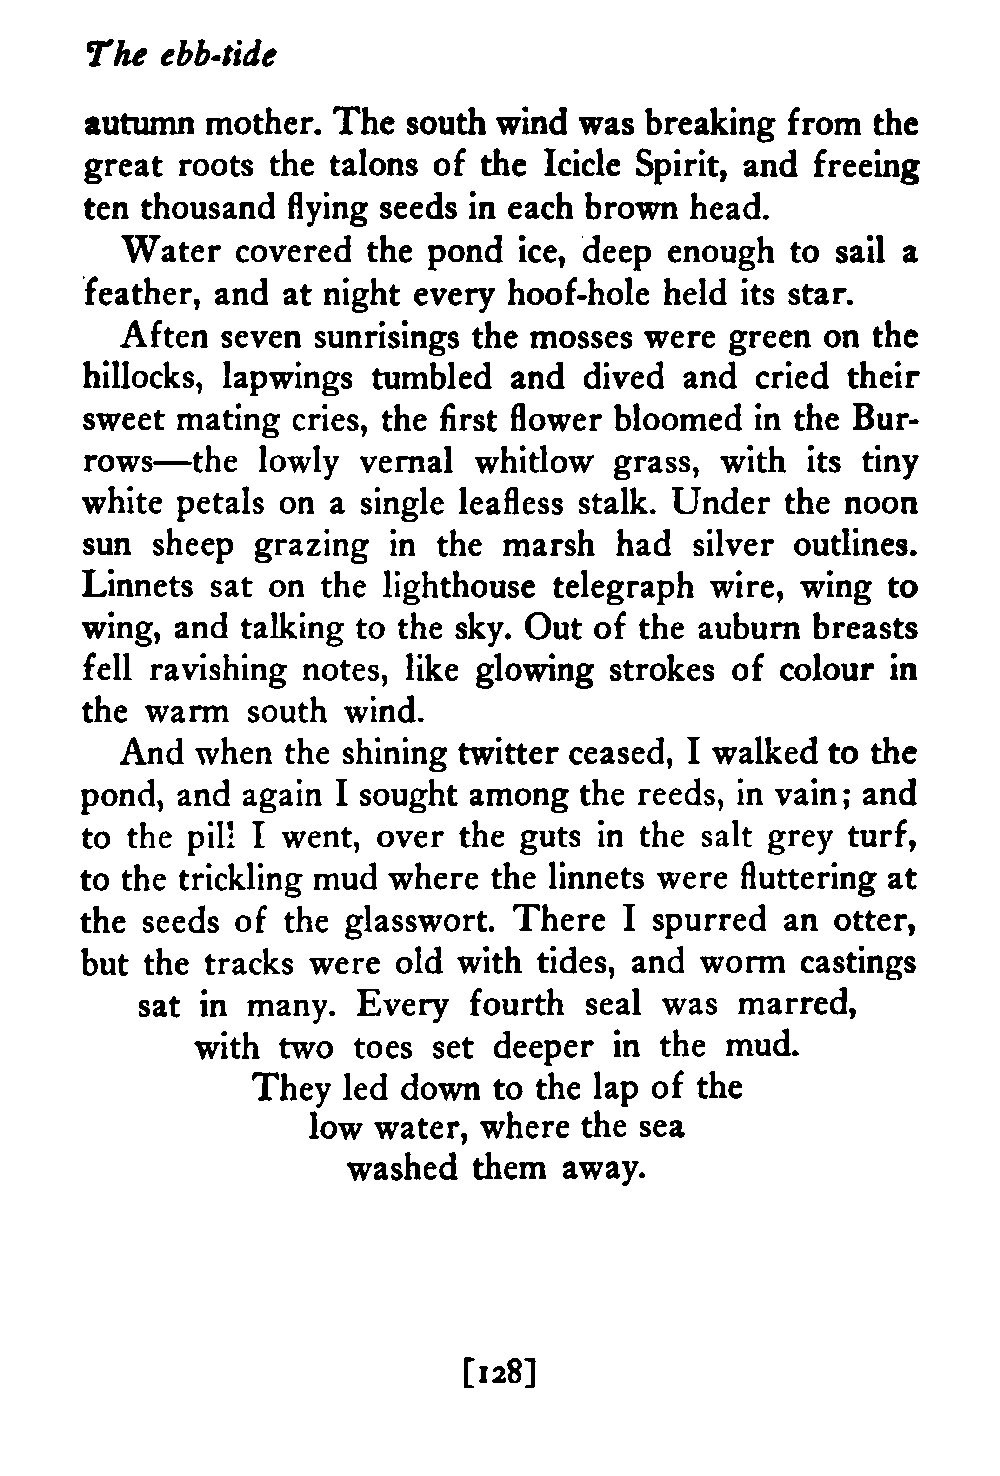 The ebb-tide
autumn mother. The south wind was breaking from the
great roots the talons of the Icicle Spirit, and freeing
ten thousand flying seeds in each brown head.
Water covered the pond ice, deep enough to sail a
feather, and at night every hoof-hole held its star.
Aften seven sunrisings the mosses were green on the
hillocks, lapwings tumbled and dived and cried their
sweet mating cries, the first flower bloomed in the Bur-
rows—the lowly vernal whitlow grass, with its tiny
white petals on a single leafless stalk. Under the noon
sun sheep grazing in the marsh had silver outlines.
Linnets sat on the lighthouse telegraph wire, wing to
wing, and talking to the sky. Out of the auburn breasts
fell ravishing notes, like glowing strokes of colour in
the warm south wind.
And when the shining twitter ceased, I walked to the
pond, and again I sought among the reeds, in vain; and
to the pill I went, over the guts in the salt grey turf,
to the trickling mud where the linnets were fluttering at
the seeds of the glasswort. There I spurred an otter,
but the tracks were old with tides, and worm castings
sat in many. Every fourth seal was marred,
with two toes set deeper in the mud.
They led down to the lap of the
low water, where the sea
washed them away.
[128]